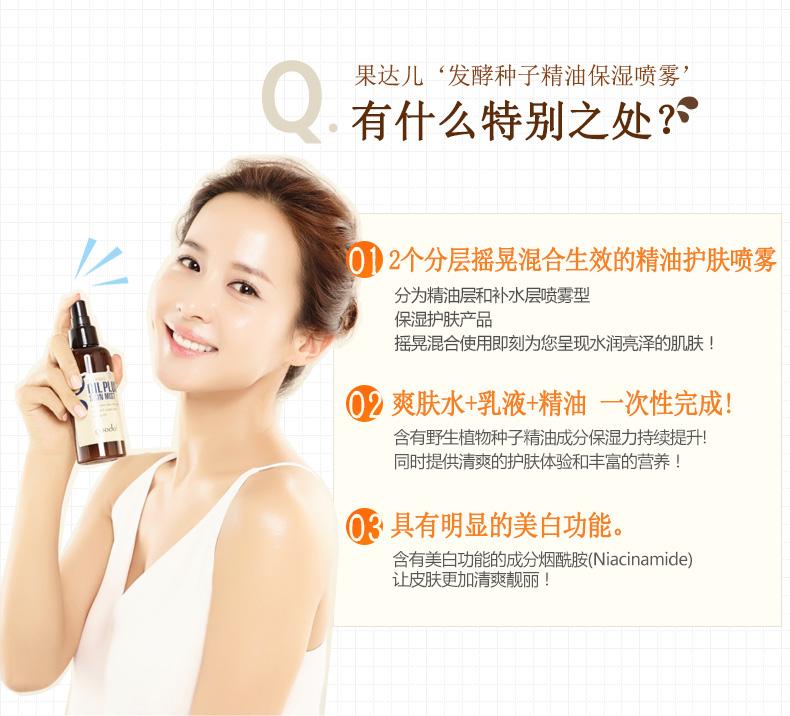 Q.
果达儿‘发酵种子精油保湿喷雾’
有什么特别之处?
01 2个分层摇晃混合生效的精油护肤喷雾
分为精油层和补水层喷雾型
保湿护肤产品
摇晃混合使用即刻为您呈现水润亮泽的肌肤！
02 爽肤水+乳液+精油 一次性完成!
含有野生植物种子精油成分保湿力持续提升!
同时提供清爽的护肤体验和丰富的营养！
03 具有明显的美白功能。
含有美白功能的成分烟酰胺(Niacinamide)
让皮肤更加清爽靓丽！
OIL PLU
MIST